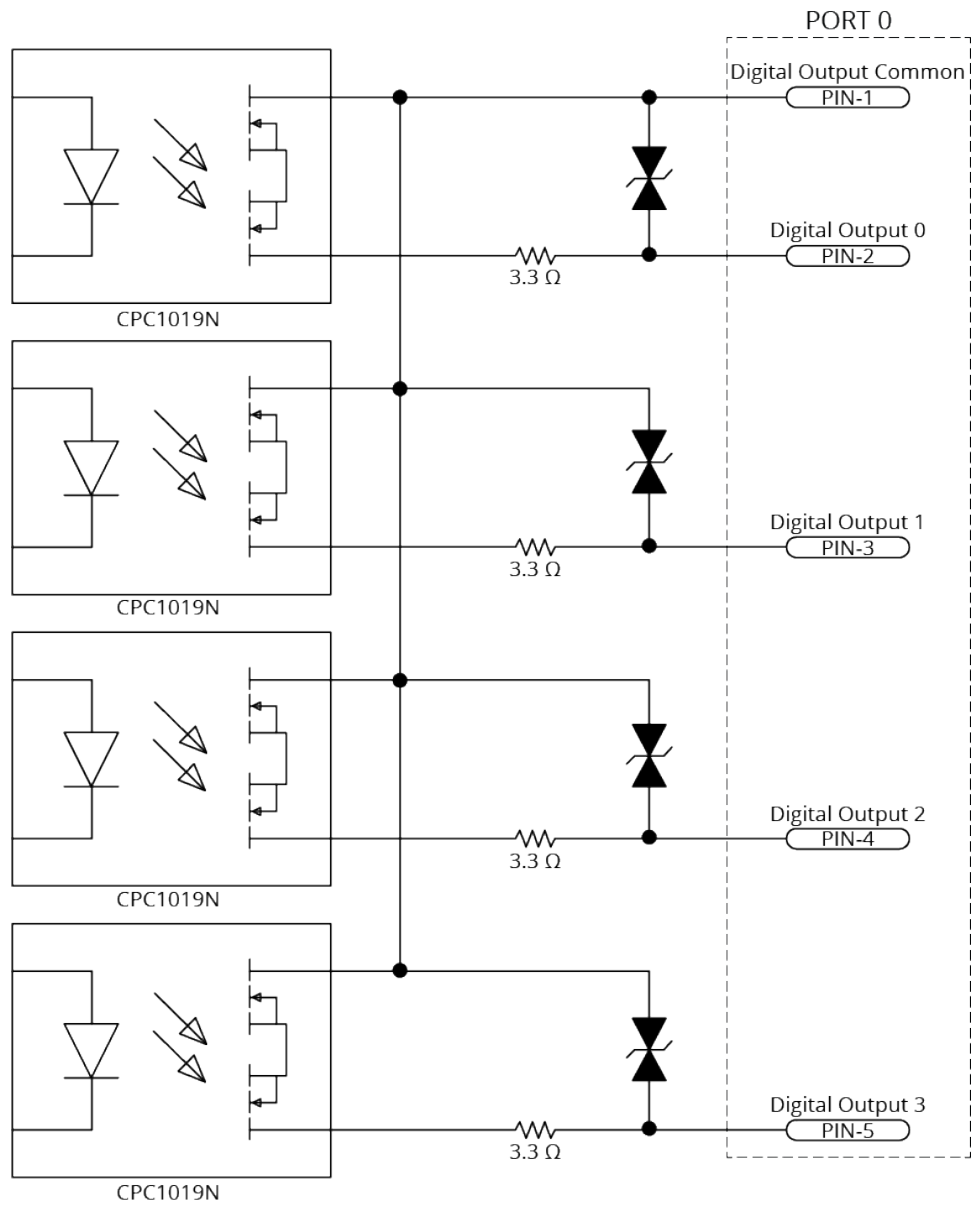 PORT 0
Digital Output Common
PIN-1
Digital Output 0
PIN-2
3.3 Ω
CPC1019N
Digital Output 1
PIN-3
3.3 Ω
CPC1019N
Digital Output 2
PIN-4
3.3 Ω
CPC1019N
Digital Output 3
PIN-5
3.3 Ω
CPC1019N